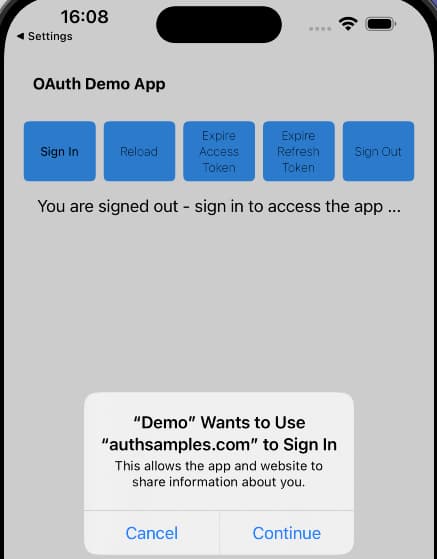 16:08
◀ Settings
OAuth Demo App
Sign In
Reload
Expire
Access
Token
Expire
Refresh
Token
Sign Out
You are signed out - sign in to access the app ...
“Demo” Wants to Use
“authsamples.com” to Sign In
This allows the app and website to
share information about you.
Cancel
Continue